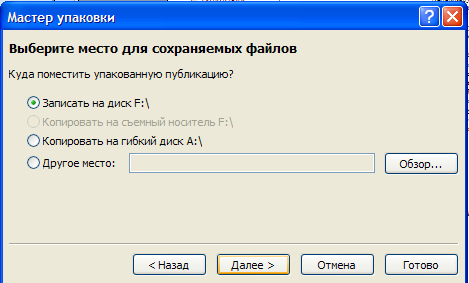 Мастер упаковки
Выберите место для сохраняемых файлов
Куда поместить упакованную публикацию?
Записать на диск F:\
Копировать на съемный носитель F:\
Копировать на гибкий диск A:\
Другое место:
Обзор...
< Назад
Далее >
Отмена
Готово